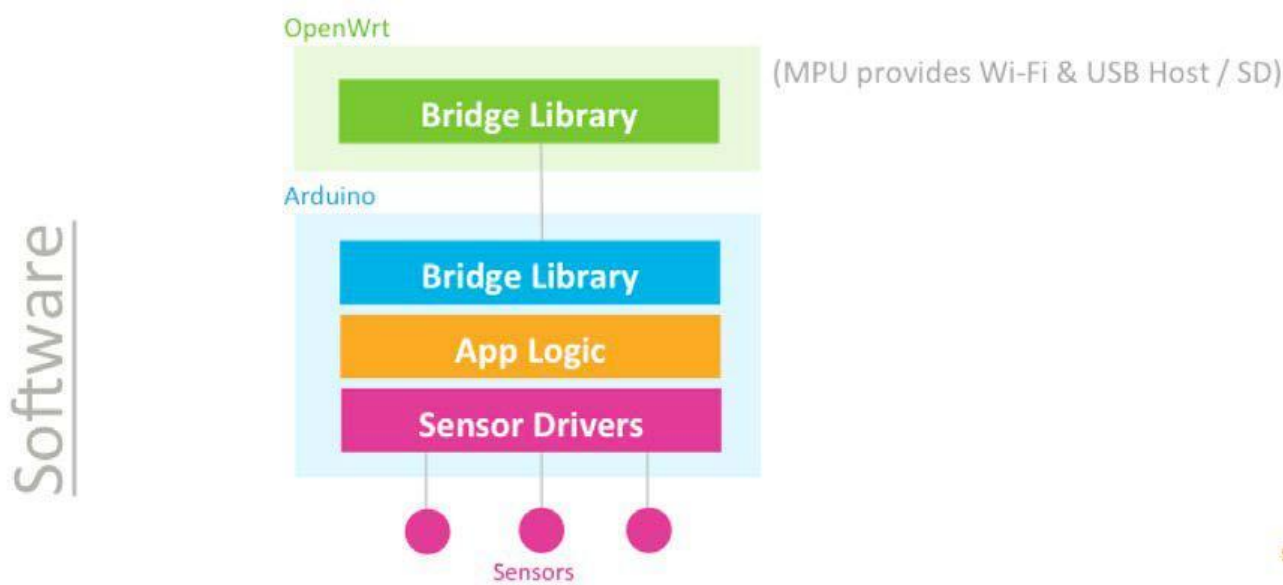 OpenWrt
(MPU provides Wi-Fi & USB Host / SD)
Bridge Library
Arduino
Software
Bridge Library
App Logic
Sensor Drivers
Sensors